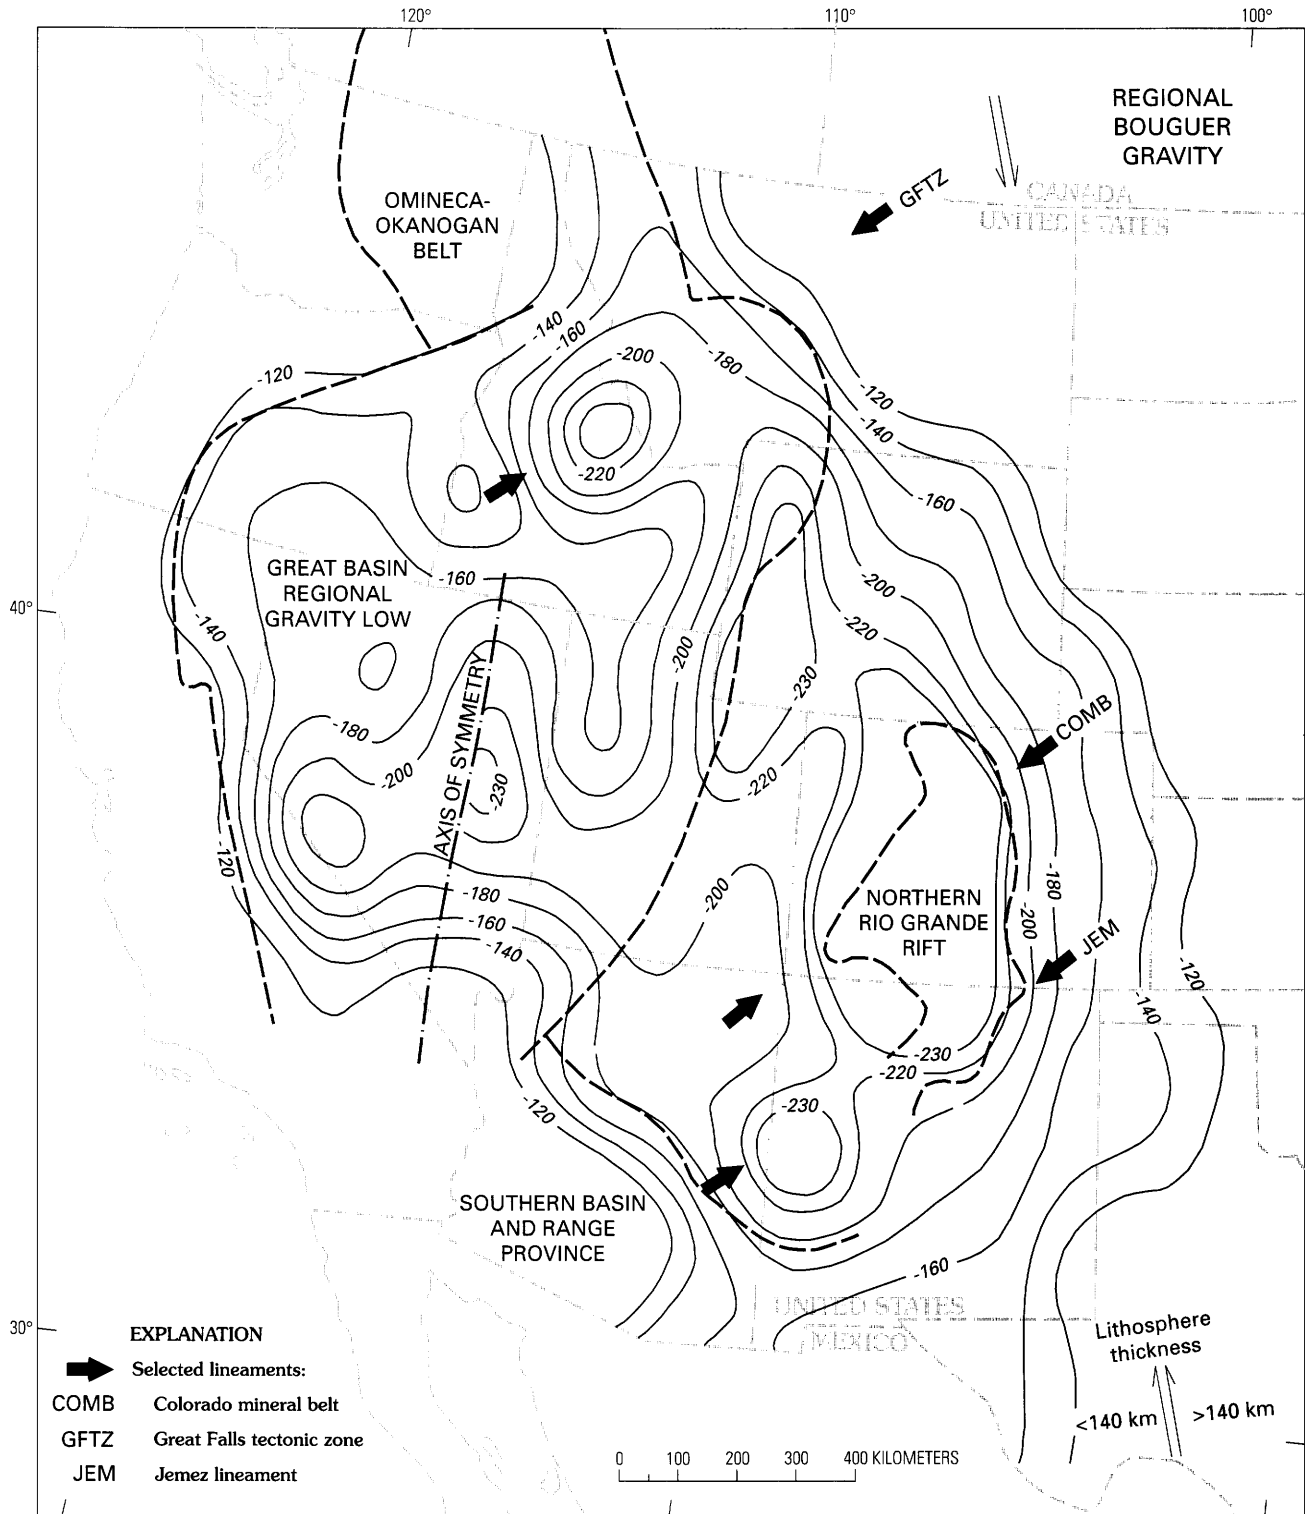 120°
110°
100°
REGIONAL
BOUGUER
GRAVITY
GFTZ
CANADA
UNITED STATES
OMINECA-
OKANOGAN
BELT
-140
-160
-120
-200
-180
-120
-140
-220
-160
GREAT BASIN
REGIONAL
GRAVITY LOW
-160
-200
40°
-140
-220
-200
-230
AXIS OF SYMMETRY
COMB
-180
-200
-230
-220
-120
-180
-200
-180
NORTHERN
RIO GRANDE
RIFT
-160
-200
JEM
-140
-120
-140
-230
-220
-120
-230
SOUTHERN BASIN
AND RANGE
PROVINCE
-160
UNITED STATES
MEXICO
30°
Lithosphere
thickness
<140 km >140 km
EXPLANATION
Selected lineaments:
COMB Colorado mineral belt
GFTZ Great Falls tectonic zone
JEM Jemez lineament
0 100 200 300 400 KILOMETERS